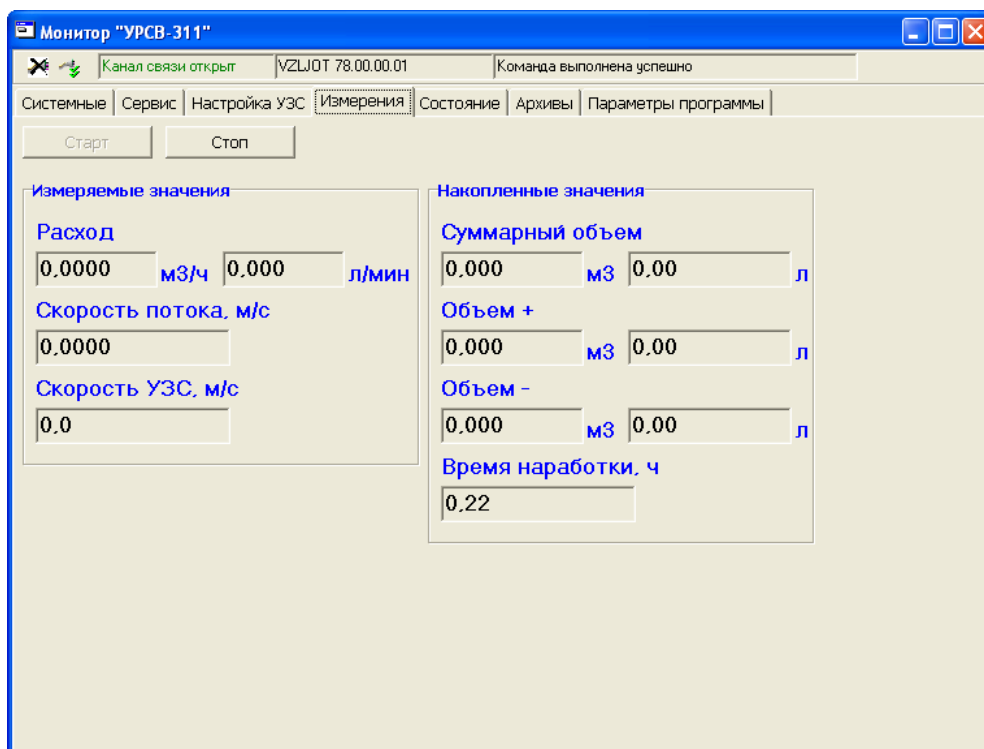 Монитор "УРСВ-311"
Канал связи открыт VZLJOT 78.00.00.01 Команда выполнена успешно
Системные Сервис Настройка УЗС Измерения Состояние Архивы Параметры программы
Старт Стоп
Измеряемые значения
Расход
0,0000 м3/ч 0,000 л/мин
Скорость потока, м/с
0,0000
Скорость УЗС, м/с
0,0
Накопленные значения
Суммарный объем
0,000 м3 0,00 л
Объем +
0,000 м3 0,00 л
Объем -
0,000 м3 0,00 л
Время наработки, ч
0,22